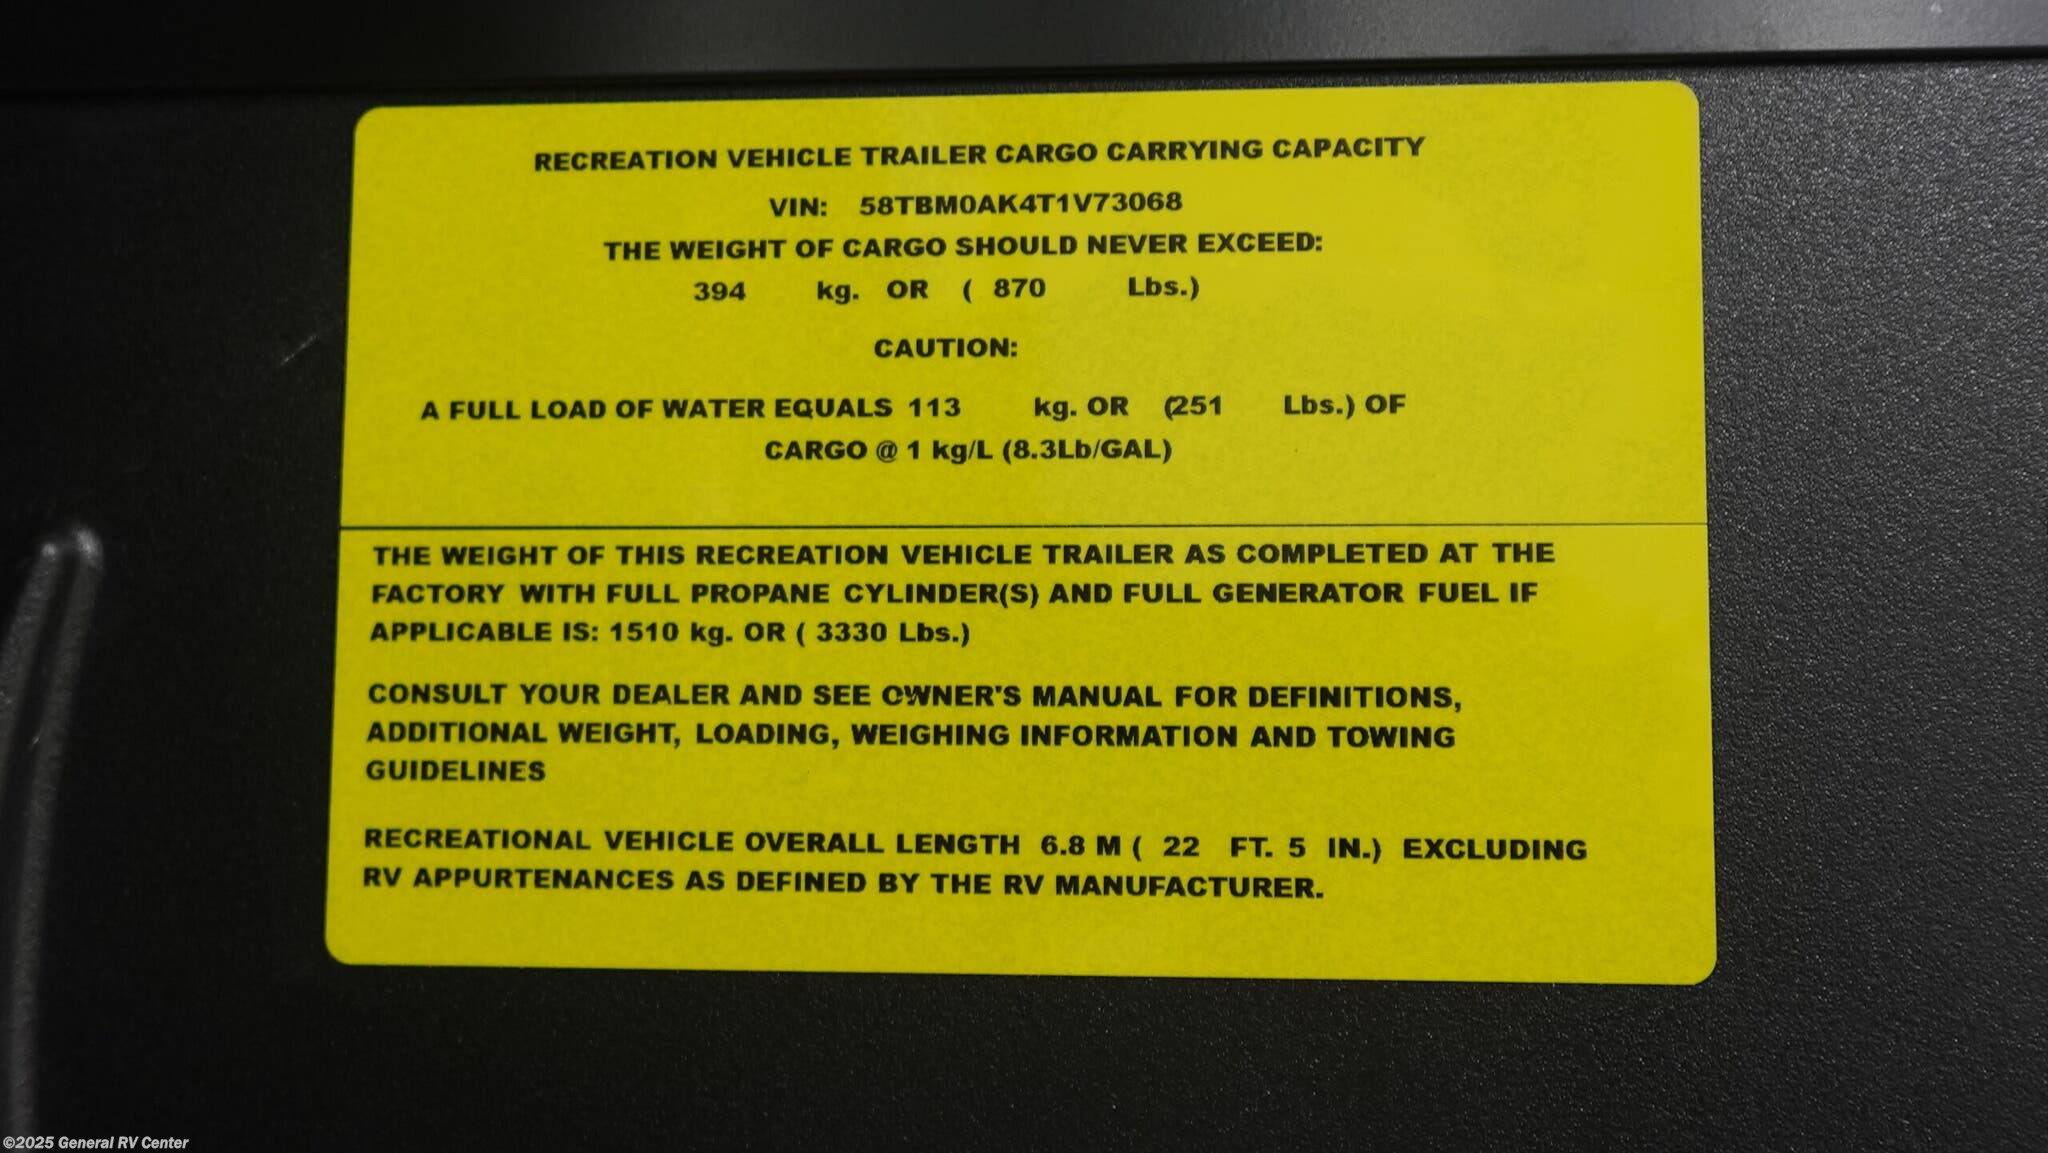 RECREATION VEHICLE TRAILER CARGO CARRYING CAPACITY
VIN: 58TBM0AK4T1V73068
THE WEIGHT OF CARGO SHOULD NEVER EXCEED:
394 kg. OR ( 870 Lbs.)
CAUTION:
A FULL LOAD OF WATER EQUALS 113 kg. OR (251 Lbs.) OF
CARGO @ 1 kg/L (8.3Lb/GAL)
THE WEIGHT OF THIS RECREATION VEHICLE TRAILER AS COMPLETED AT THE
FACTORY WITH FULL PROPANE CYLINDER(S) AND FULL GENERATOR FUEL IF
APPLICABLE IS: 1510 kg. OR ( 3330 Lbs.)
CONSULT YOUR DEALER AND SEE OWNER'S MANUAL FOR DEFINITIONS,
ADDITIONAL WEIGHT, LOADING, WEIGHING INFORMATION AND TOWING
GUIDELINES
RECREATIONAL VEHICLE OVERALL LENGTH 6.8 M ( 22 FT. 5 IN.) EXCLUDING
RV APPURTENANCES AS DEFINED BY THE RV MANUFACTURER.
©2025 General RV Center